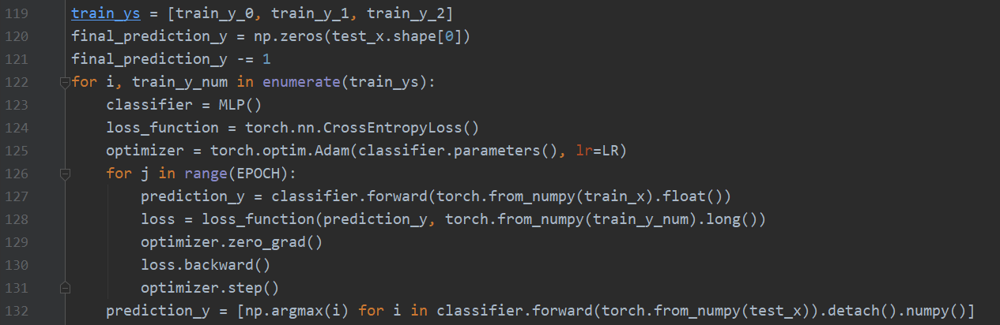 119 train_ys = [train_y_0, train_y_1, train_y_2]
120 final_prediction_y = np.zeros(test_x.shape[0])
121 final_prediction_y -= 1
122 for i, train_y_num in enumerate(train_ys):
123     classifier = MLP()
124     loss_function = torch.nn.CrossEntropyLoss()
125     optimizer = torch.optim.Adam(classifier.parameters(), lr=LR)
126     for j in range(EPOCH):
127         prediction_y = classifier.forward(torch.from_numpy(train_x).float())
128         loss = loss_function(prediction_y, torch.from_numpy(train_y_num).long())
129         optimizer.zero_grad()
130         loss.backward()
131         optimizer.step()
132     prediction_y = [np.argmax(i) for i in classifier.forward(torch.from_numpy(test_x)).detach().numpy()]